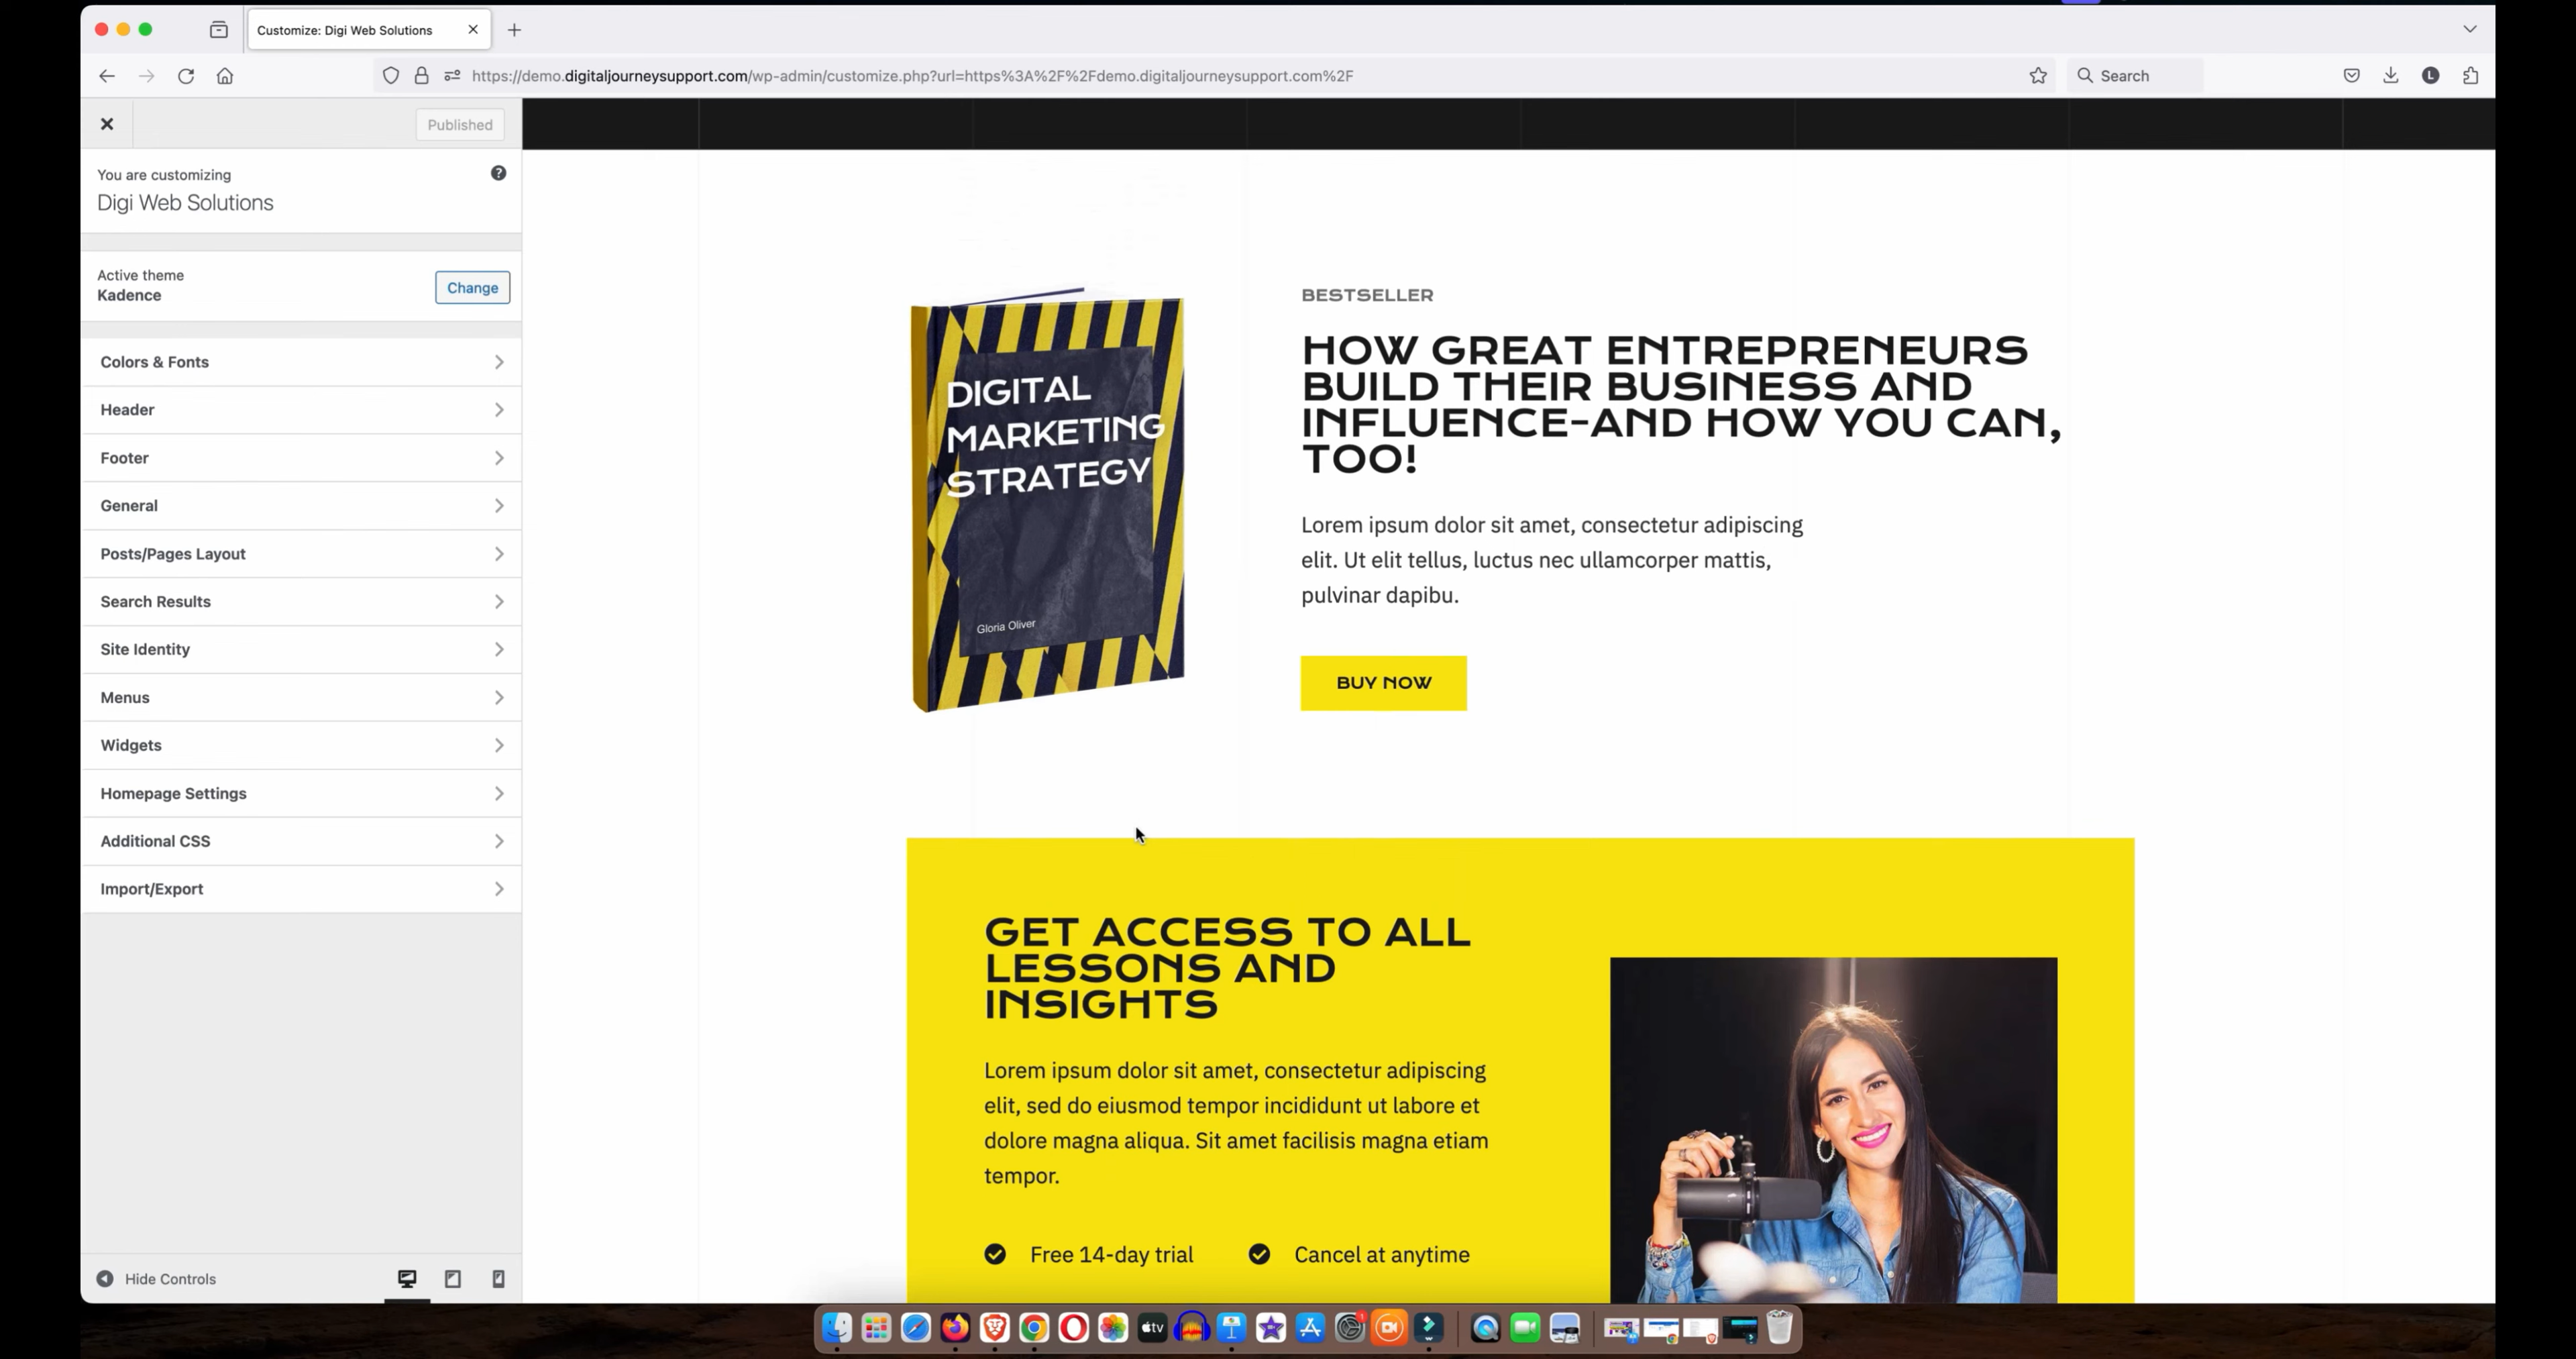 Customize: Digi Web Solutions
https://demo.digitaljourneysupport.com/wp-admin/customize.php?url=https%3A%2F%2Fdemo.digitaljourneysupport.com%2F
Search
L
Published
You are customizing
Digi Web Solutions
Active theme
Kadence
Change
Colors & Fonts
Header
Footer
General
Posts/Pages Layout
Search Results
Site Identity
Menus
Widgets
Homepage Settings
Additional CSS
Import/Export
Hide Controls
DIGITAL
MARKETING
STRATEGY
Gloria Oliver
BESTSELLER
HOW GREAT ENTREPRENEURS
BUILD THEIR BUSINESS AND
INFLUENCE-AND HOW YOU CAN,
TOO!
Lorem ipsum dolor sit amet, consectetur adipiscing
elit. Ut elit tellus, luctus nec ullamcorper mattis,
pulvinar dapibu.
BUY NOW
GET ACCESS TO ALL
LESSONS AND
INSIGHTS
Lorem ipsum dolor sit amet, consectetur adipiscing
elit, sed do eiusmod tempor incididunt ut labore et
dolore magna aliqua. Sit amet facilisis magna etiam
tempor.
Free 14-day trial
Cancel at anytime
tv
1